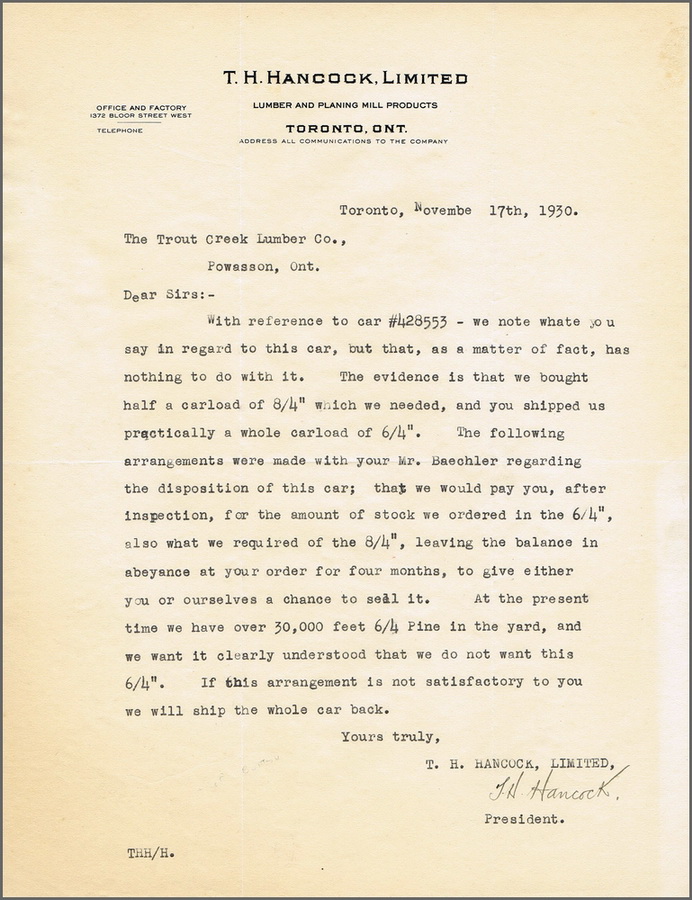 T. H. HANCOCK, LIMITED
OFFICE AND FACTORY
1372 BLOOR STREET WEST
TELEPHONE
LUMBER AND PLANING MILL PRODUCTS
TORONTO, ONT.
ADDRESS ALL COMMUNICATIONS TO THE COMPANY
Toronto, Novembe 17th, 1930.
The Trout Creek Lumber Co.,
Powasson, Ont.
Dear Sirs:-
With reference to car #428553 - we note whate you
say in regard to this car, but that, as a matter of fact, has
nothing to do with it. The evidence is that we bought
half a carload of 8/4" which we needed, and you shipped us
practically a whole carload of 6/4". The following
arrangements were made with your Mr. Baechler regarding
the disposition of this car; that we would pay you, after
inspection, for the amount of stock we ordered in the 6/4",
also what we required of the 8/4", leaving the balance in
abeyance at your order for four months, to give either
you or ourselves a chance to sell it. At the present
time we have over 30,000 feet 6/4 Pine in the yard, and
we want it clearly understood that we do not want this
6/4". If this arrangement is not satisfactory to you
we will ship the whole car back.
Yours truly,
T. H. HANCOCK, LIMITED,
T.H. Hancock.
President.
THH/H.